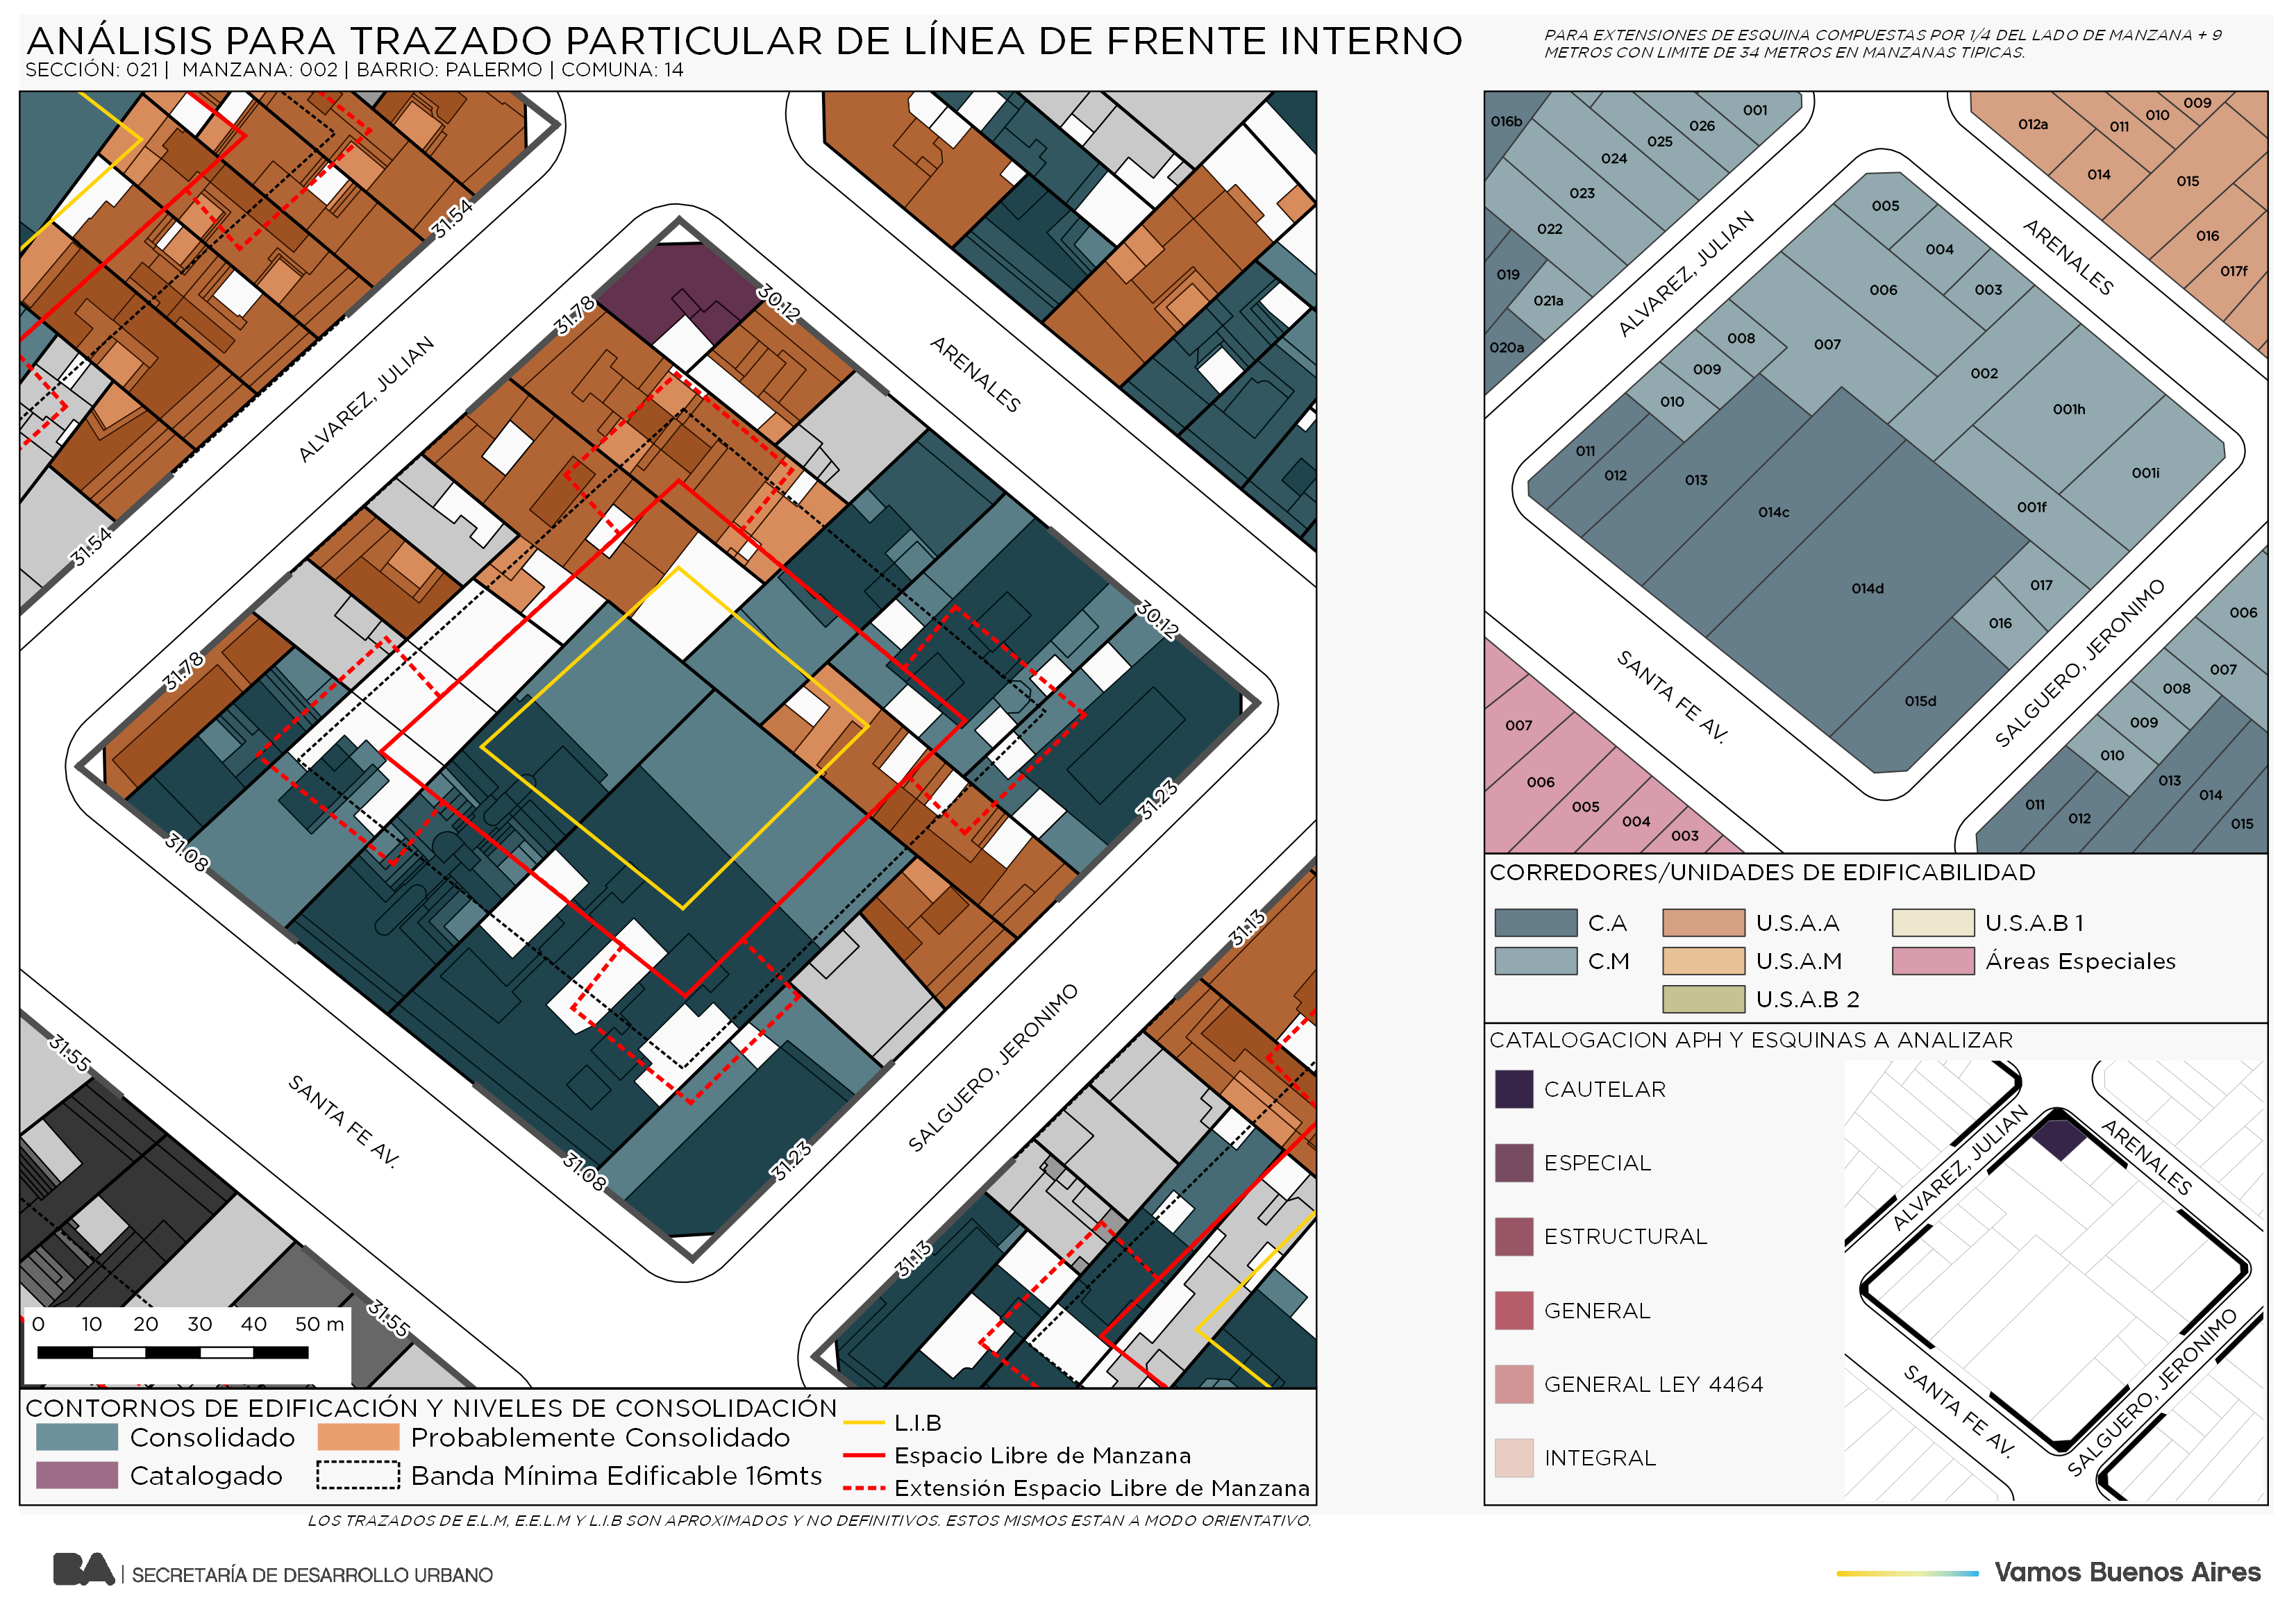 ANÁLISIS PARA TRAZADO PARTICULAR DE LÍNEA DE FRENTE INTERNO
SECCIÓN: 021 | MANZANA: 002 | BARRIO: PALERMO | COMUNA: 14
PARA EXTENSIONES DE ESQUINA COMPUESTAS POR 1/4 DEL LADO DE MANZANA + 9
METROS CON LIMITE DE 34 METROS EN MANZANAS TIPICAS.
31.54
31.78
30.12
ALVAREZ, JULIAN
ARENALES
31.54
30.12
31.78
31.23
31.08
31.13
SALGUERO, JERONIMO
31.55
SANTA FE AV.
31.08
31.23
31.13
31.55
0 10 20 30 40 50 m
CONTORNOS DE EDIFICACIÓN Y NIVELES DE CONSOLIDACIÓN
Consolidado
Probablemente Consolidado
Catalogado
Banda Mínima Edificable 16mts
L.I.B
Espacio Libre de Manzana
Extensión Espacio Libre de Manzana
LOS TRAZADOS DE E.L.M, E.E.L.M Y L.I.B SON APROXIMADOS Y NO DEFINITIVOS. ESTOS MISMOS ESTAN A MODO ORIENTATIVO.
016b
001
026
025
024
023
022
019
021a
020a
009
010
011
012a
014
015
016
017f
ALVAREZ, JULIAN
ARENALES
005
004
003
006
008
007
009
002
010
001h
011
012
013
001i
014c
001f
014d
017
016
015d
SANTA FE AV.
SALGUERO, JERONIMO
006
007
008
009
010
013
014
011
012
015
007
006
005
004
003
CORREDORES/UNIDADES DE EDIFICABILIDAD
C.A
U.S.A.A
U.S.A.B 1
C.M
U.S.A.M
Áreas Especiales
U.S.A.B 2
CATALOGACION APH Y ESQUINAS A ANALIZAR
CAUTELAR
ESPECIAL
ESTRUCTURAL
GENERAL
GENERAL LEY 4464
INTEGRAL
ALVAREZ, JULIAN
ARENALES
SANTA FE AV.
SALGUERO, JERONIMO
BA | SECRETARÍA DE DESARROLLO URBANO
Vamos Buenos Aires